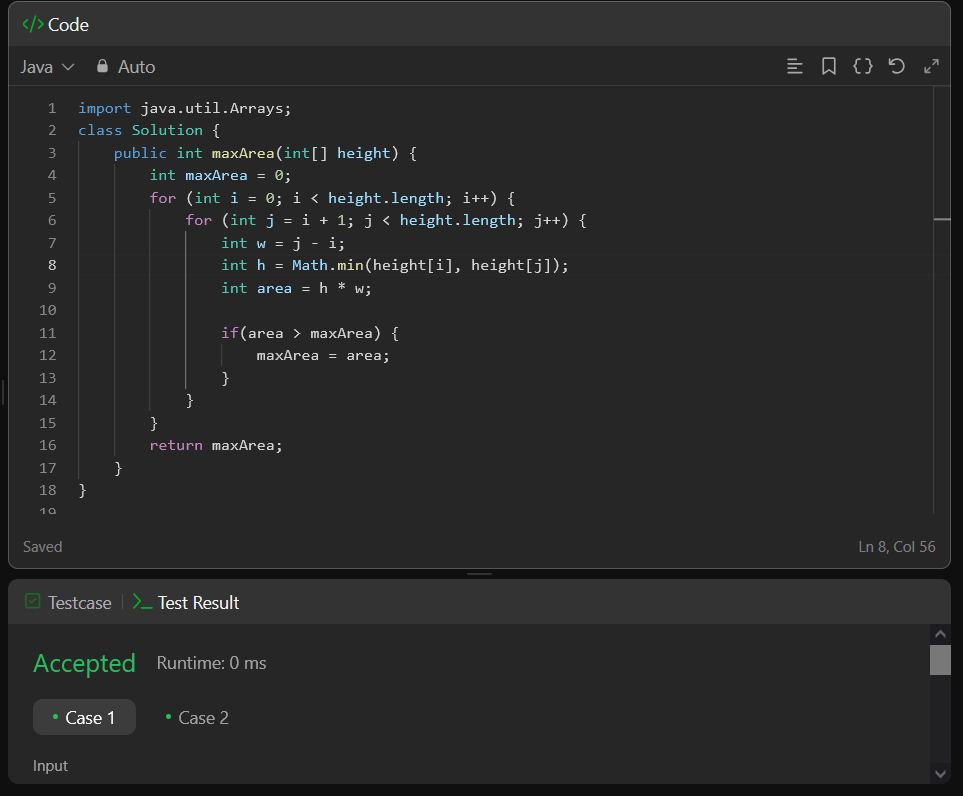 </> Code
Java Auto
1 import java.util.Arrays;
2 class Solution {
3 public int maxArea(int[] height) {
4 int maxArea = 0;
5 for (int i = 0; i < height.length; i++) {
6 for (int j = i + 1; j < height.length; j++) {
7 int w = j - i;
8 int h = Math.min(height[i], height[j]);
9 int area = h * w;
10
11 if(area > maxArea) {
12 maxArea = area;
13 }
14 }
15 }
16 return maxArea;
17 }
18 }
19
Saved Ln 8, Col 56
Testcase >_ Test Result
Accepted Runtime: 0 ms
• Case 1 • Case 2
Input